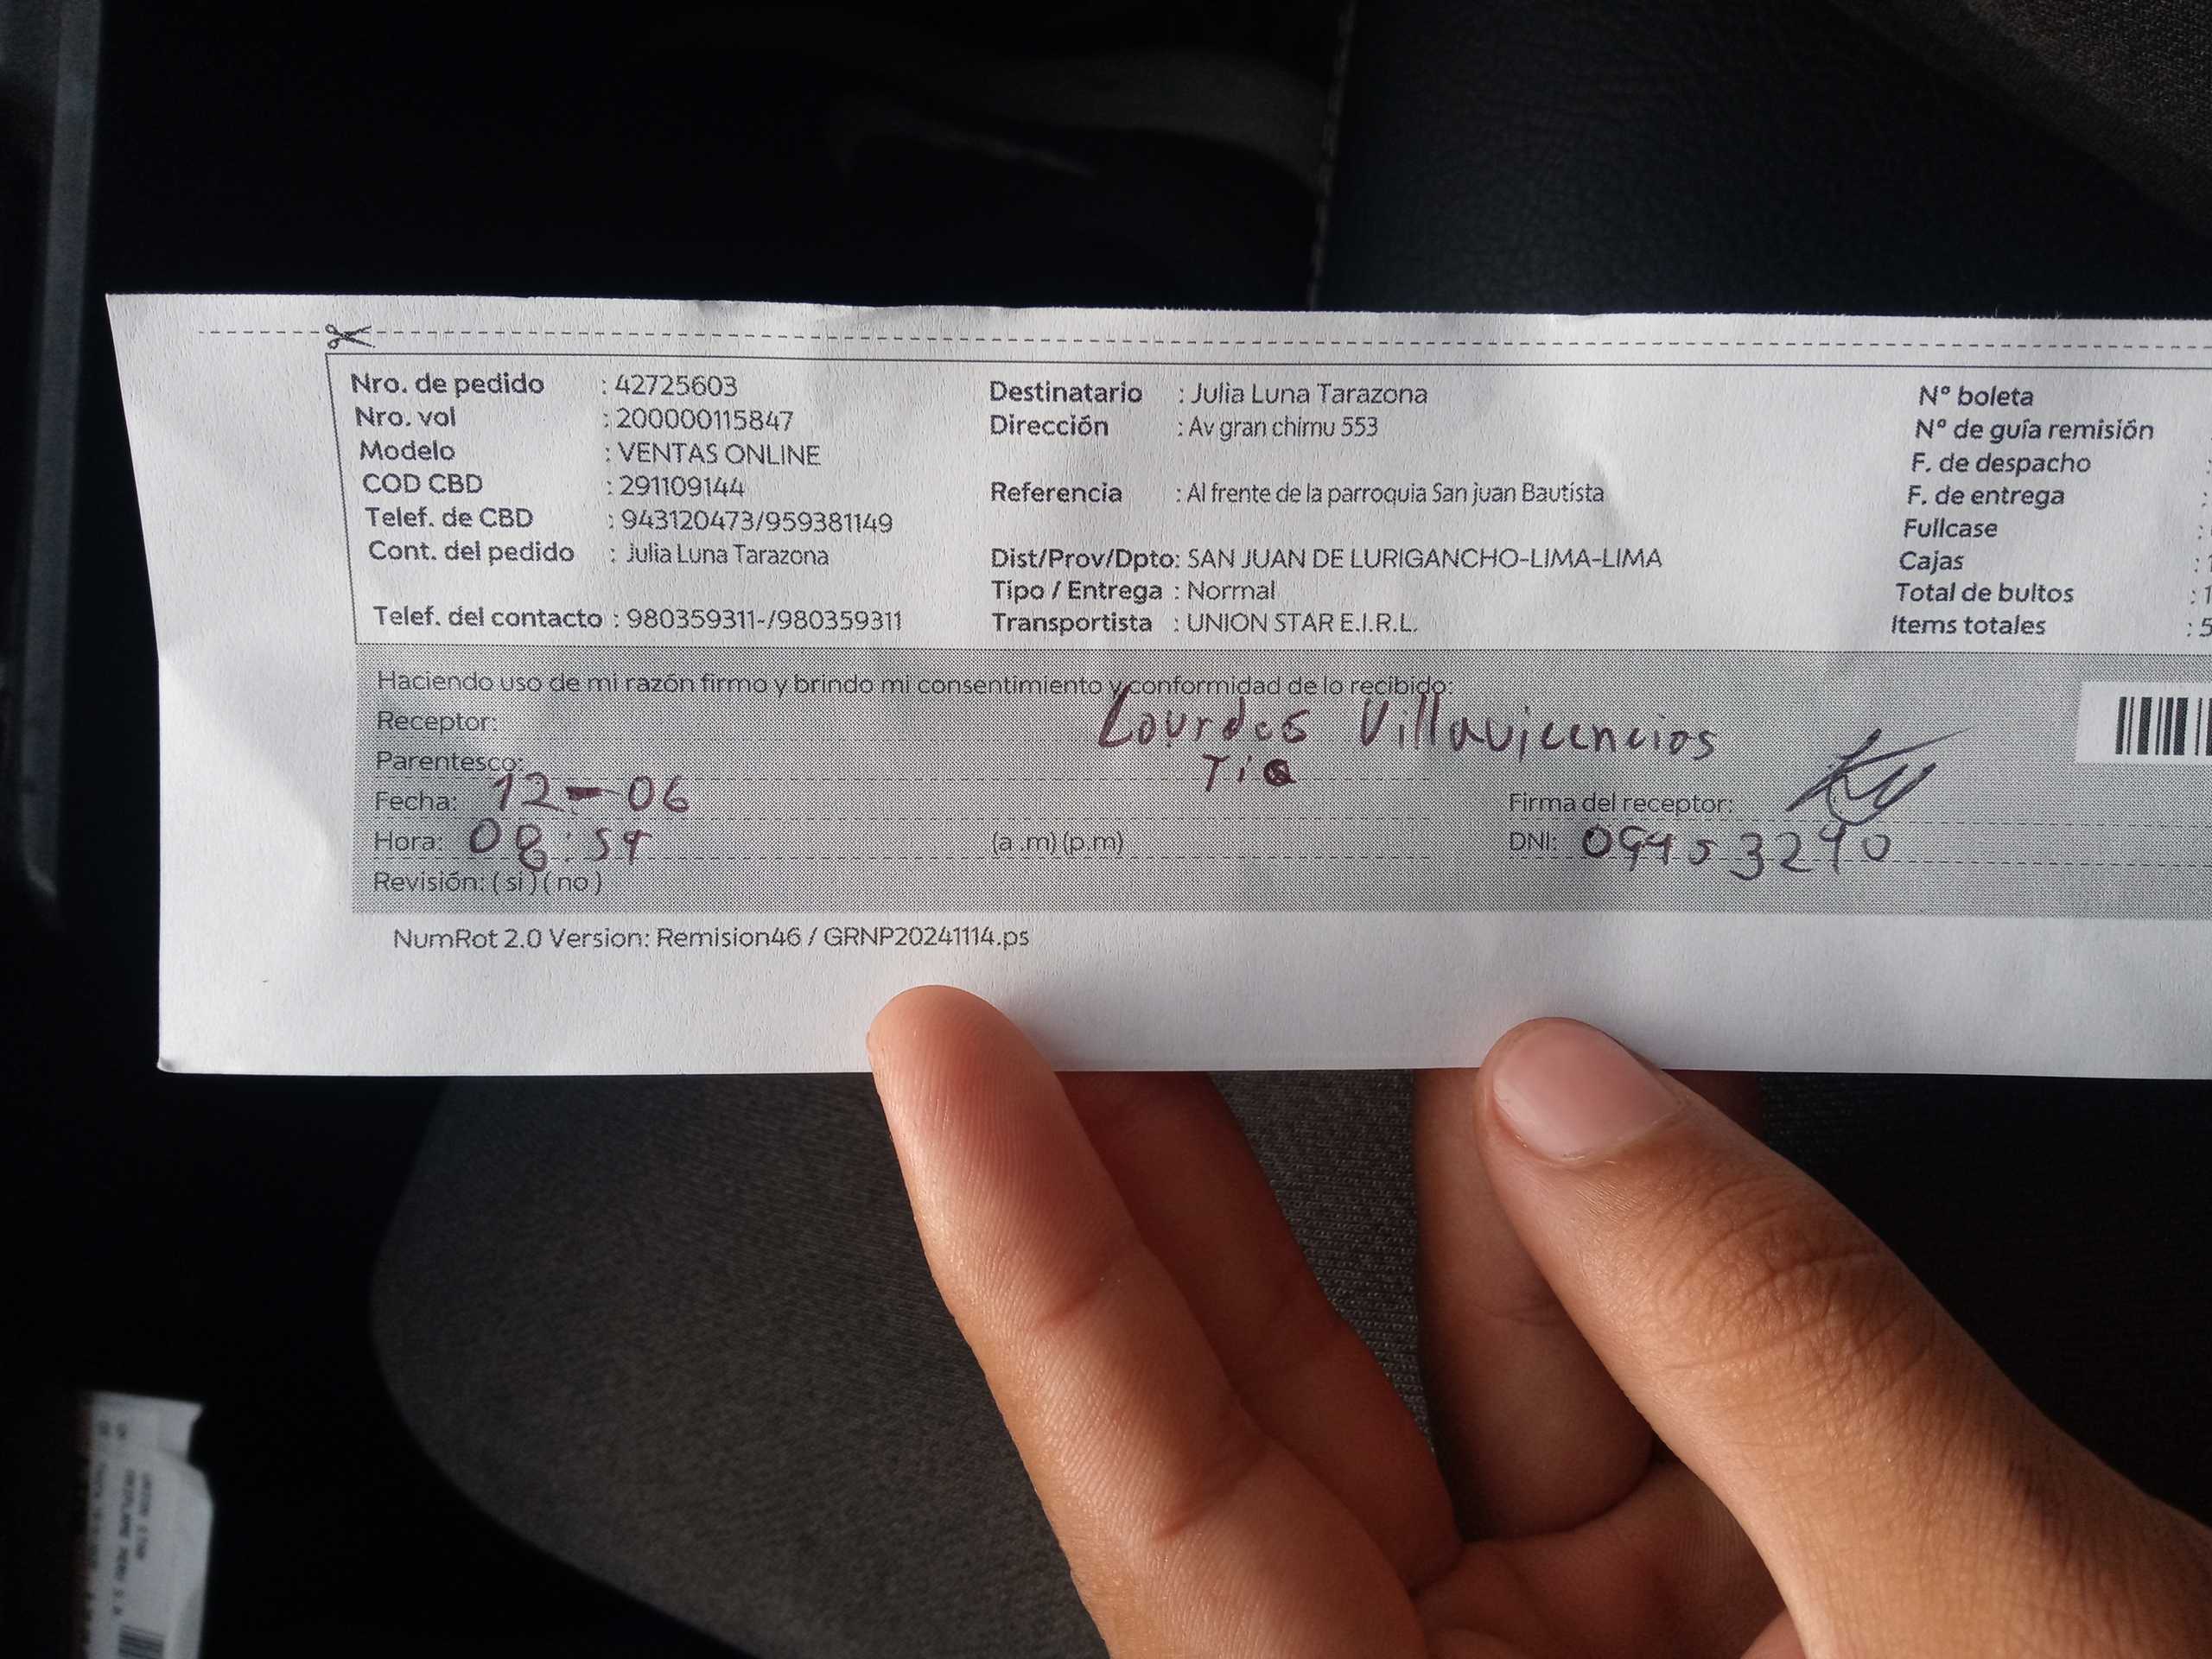 Nro. de pedido : 42725603
Nro. vol : 200000115847
Modelo : VENTAS ONLINE
COD CBD : 291109144
Telef. de CBD : 943120473/959381149
Cont. del pedido : Julia Luna Tarazona
Telef. del contacto : 980359311-/980359311
Destinatario : Julia Luna Tarazona
Dirección : Av gran chimu 553
Referencia : Al frente de la parroquia San juan Bautista
Dist/Prov/Dpto: SAN JUAN DE LURIGANCHO-LIMA-LIMA
Tipo / Entrega : Normal
Transportista : UNION STAR E.I.R.L.
Nº boleta
Nº de guía remisión
F. de despacho :
F. de entrega :
Fullcase :
Cajas :
Total de bultos : 1
Items totales : 5
Haciendo uso de mi razón firmo y brindo mi consentimiento y conformidad de lo recibido:
Receptor: Lourdes Villavicencios
Parentesco: Tia
Fecha: 12-06
Firma del receptor:
Hora: 08:59 (a .m) (p.m)
DNI:
Revisión: ( si ) ( no )
NumRot 2.0 Version: Remision46 / GRNP20241114.ps